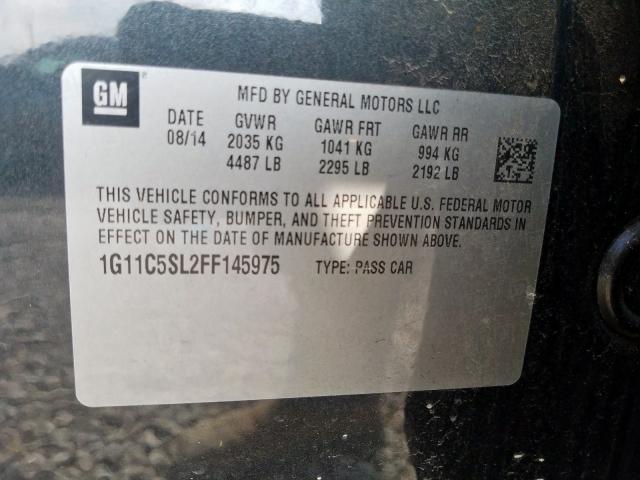 GM
MFD BY GENERAL MOTORS LLC
DATE GVWR GAWR FRT GAWR RR
08/14 2035 KG 1041 KG 994 KG
4487 LB 2295 LB 2192 LB
THIS VEHICLE CONFORMS TO ALL APPLICABLE U.S. FEDERAL MOTOR
VEHICLE SAFETY, BUMPER, AND THEFT PREVENTION STANDARDS IN
EFFECT ON THE DATE OF MANUFACTURE SHOWN ABOVE.
1G11C5SL2FF145975 TYPE: PASS CAR